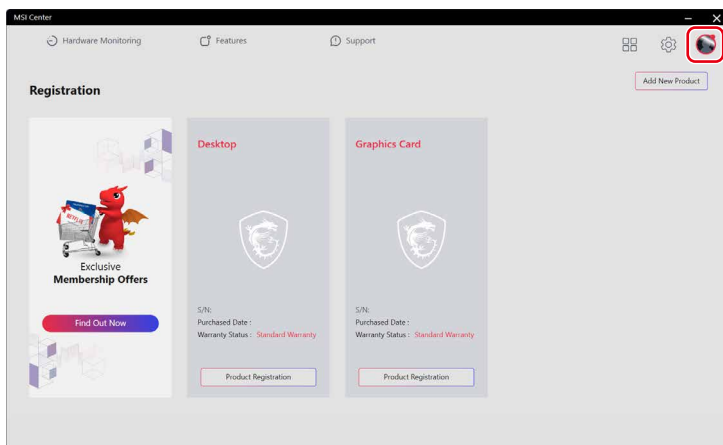 MSI Center
Hardware Monitoring
Features
Support
Add New Product
Registration
NETFLIX
Exclusive
Membership Offers
Find Out Now
Desktop
S/N:
Purchased Date :
Warranty Status : Standard Warranty
Product Registration
Graphics Card
S/N:
Purchased Date :
Warranty Status : Standard Warranty
Product Registration